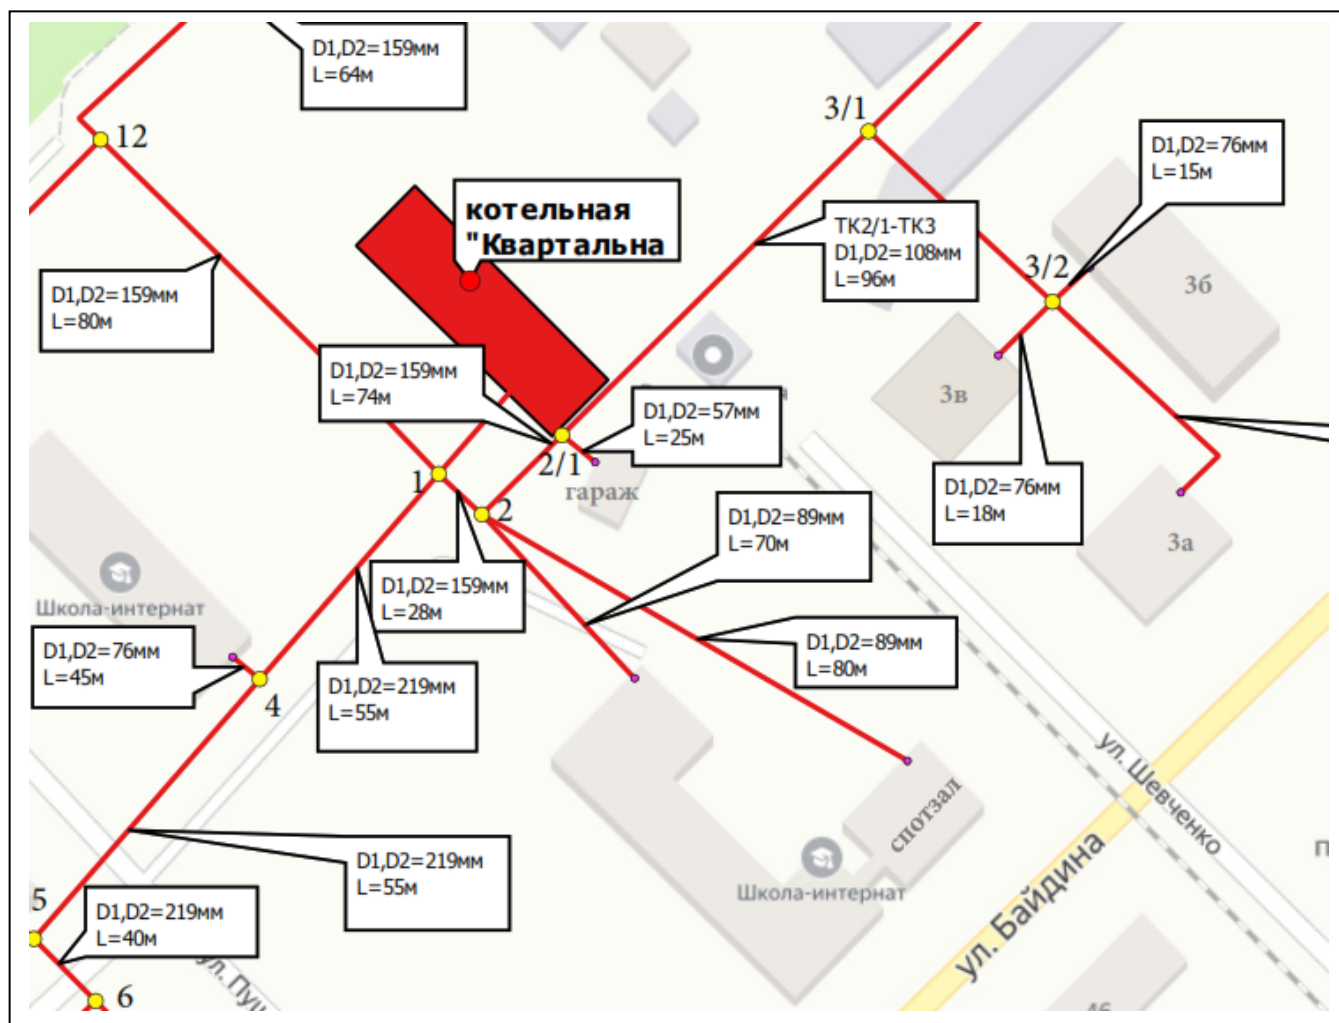 D1,D2=159мм
L=64м
12
3/1
D1,D2=76мм
L=15м
котельная
"Квартальна
ТК2/1-ТК3
D1,D2=108мм
L=96м
3/2
3б
D1,D2=159мм
L=80м
D1,D2=159мм
L=74м
3в
D1,D2=57мм
L=25м
2/1
1
гараж
D1,D2=76мм
L=18м
2
D1,D2=89мм
L=70м
3а
D1,D2=159мм
L=28м
Школа-интернат
D1,D2=76мм
L=45м
D1,D2=89мм
L=80м
4
D1,D2=219мм
L=55м
ул. Шевченко
спотзал
D1,D2=219мм
L=55м
Школа-интернат
5
D1,D2=219мм
L=40м
ул. Байдина
ул. Пуш
6
46